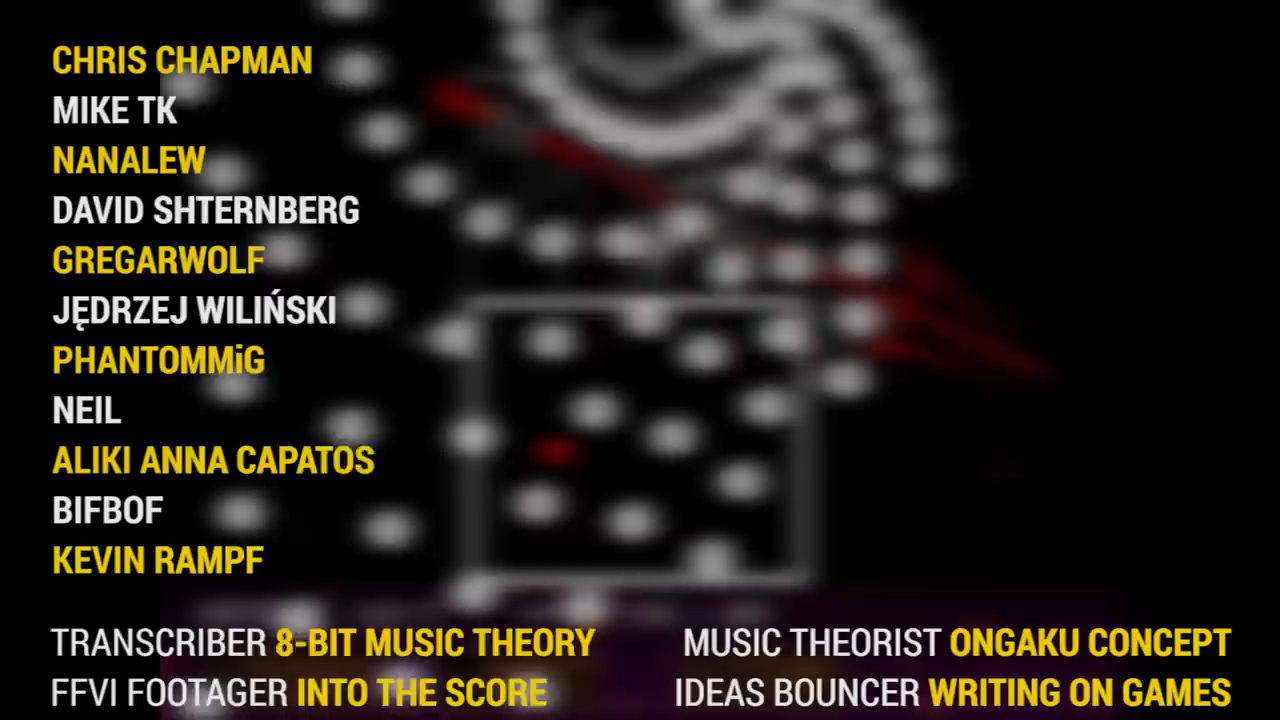 CHRIS CHAPMAN
MIKE TK
NANALEW
DAVID SHTERNBERG
GREGARWOLF
JĘDRZEJ WILIŃSKI
PHANTOMMiG
NEIL
ALIKI ANNA CAPATOS
BIFBOF
KEVIN RAMPF
TRANSCRIBER 8-BIT MUSIC THEORY
FFVI FOOTAGER INTO THE SCORE
MUSIC THEORIST ONGAKU CONCEPT
IDEAS BOUNCER WRITING ON GAMES